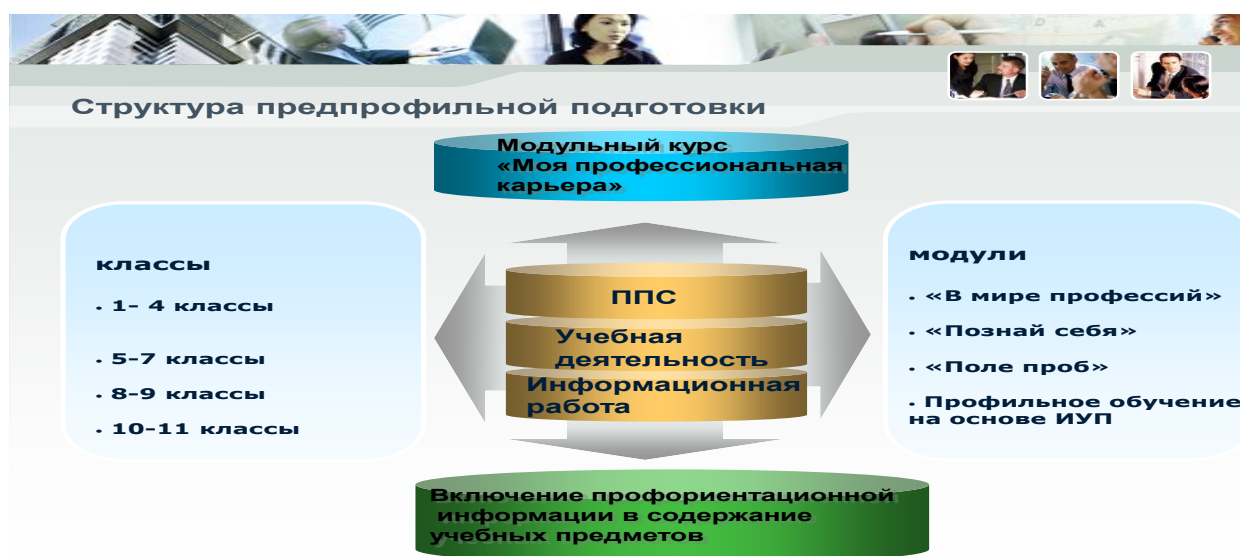 Структура предпрофильной подготовки
Модульный курс
«Моя профессиональная
карьера»
классы
. 1- 4 классы
. 5-7 классы
. 8-9 классы
. 10-11 классы
ППС
Учебная
деятельность
Информационная
работа
модули
. «В мире профессий»
. «Познай себя»
. «Поле проб»
. Профильное обучение
на основе ИУП
Включение профориентационной
информации в содержание
учебных предметов